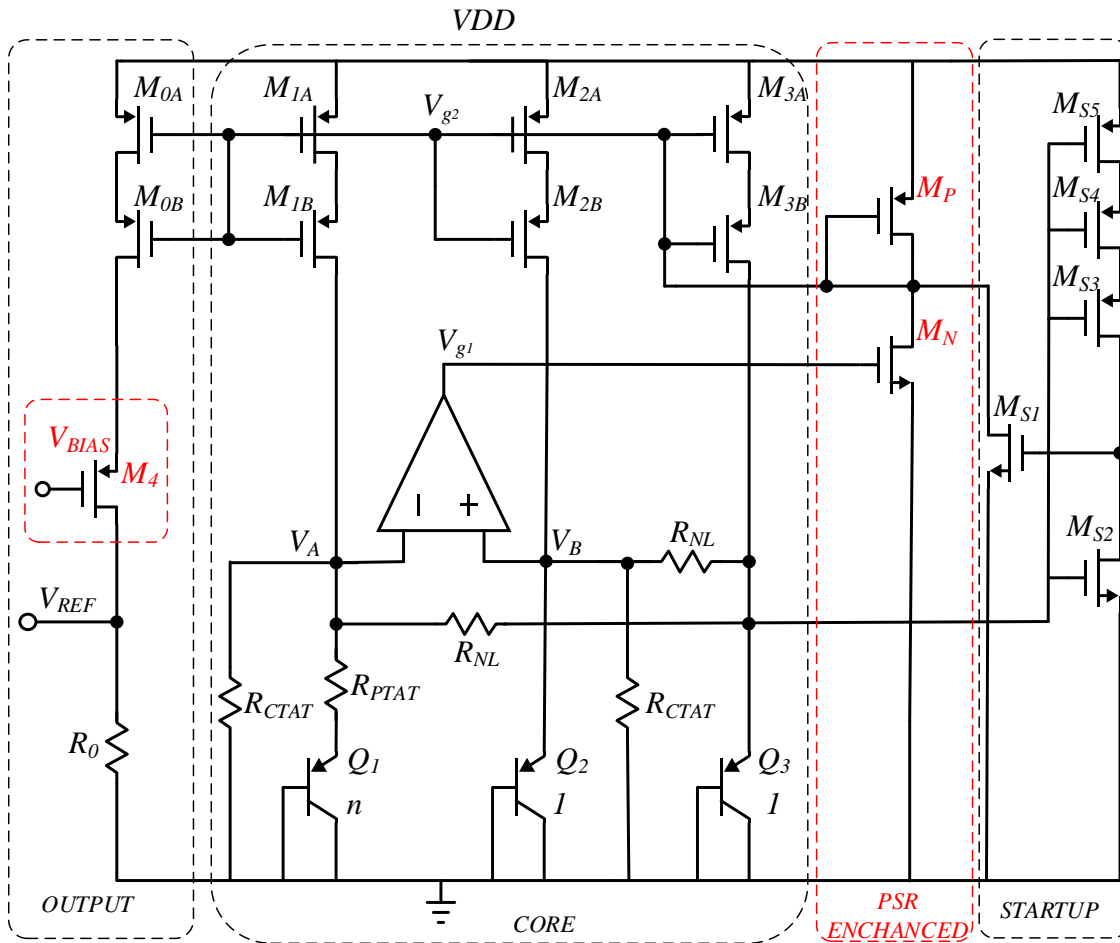 VDD
M0A
M1A
M2A
M3A
Vg2
MS5
M0B
M1B
M2B
M3B
MP
MS4
MS3
Vg1
MN
MS1
VBIAS
M4
VA
VB
RNL
MS2
VREF
RNL
RCTAT
RPTAT
RCTAT
R0
Q1
n
Q2
1
Q3
1
OUTPUT
CORE
PSR
ENCHANCED
STARTUP